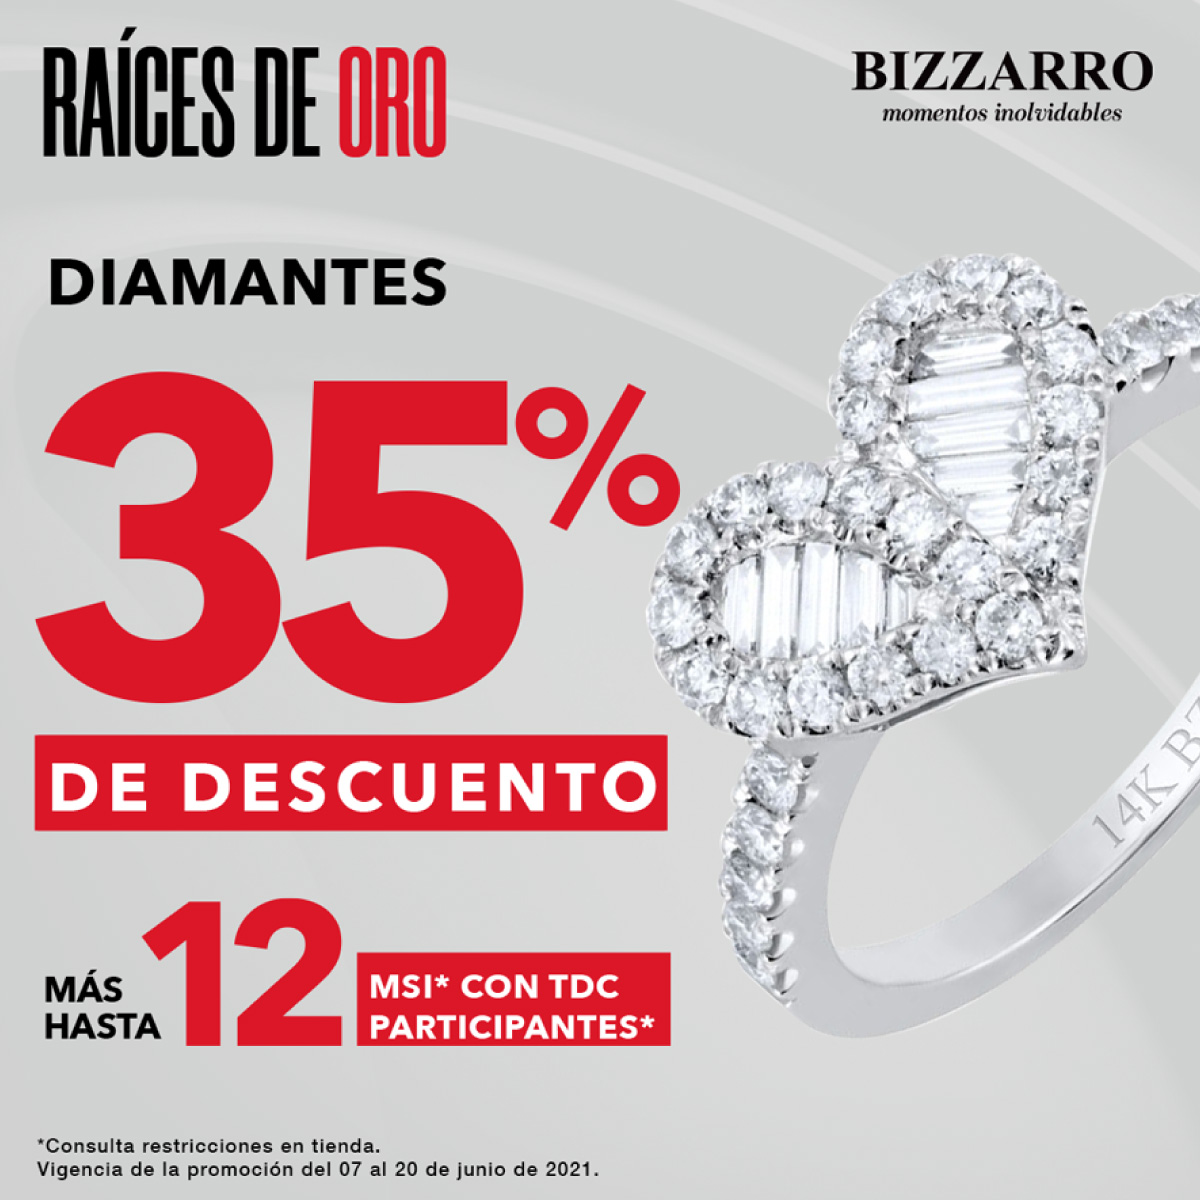 RAÍCES DE ORO
BIZZARRO
momentos inolvidables
DIAMANTES
35%
DE DESCUENTO
MÁS
HASTA
12
MSI* CON TDC
PARTICIPANTES*
14K BZ
*Consulta restricciones en tienda.
Vigencia de la promoción del 07 al 20 de junio de 2021.